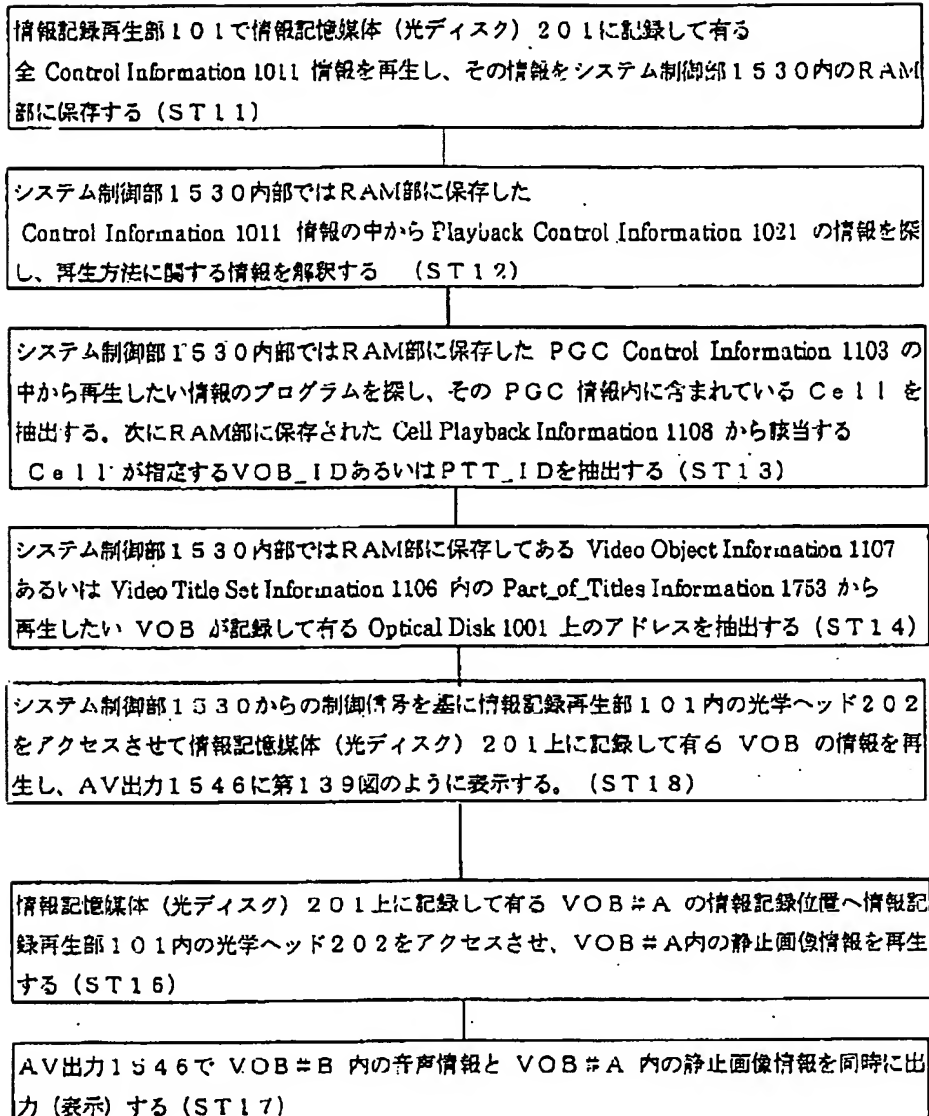 情報記録再生部101で情報記憶媒体(光ディスク)201に記録して有る
全 Control Information 1011 情報を再生し、その情報をシステム制御部1530内のRAM
部に保存する(ST11)
システム制御部1530内部ではRAM部に保存した
Control Information 1011 情報の中から Playback Control Information 1021 の情報を探
し、再生方法に関する情報を解釈する (ST12)
システム制御部1530内部ではRAM部に保存した PGC Control Information 1103 の
中から再生したい情報のプログラムを探し、その PGC 情報内に含まれている Cell を
抽出する。次にRAM部に保存された Cell Playback Information 1108 から該当する
Cell が指定するVOB_IDあるいはPTT_IDを抽出する(ST13)
システム制御部1530内部ではRAM部に保存してある Video Object Information 1107
あるいは Video Title Set Information 1106 内の Part_of_Titles Information 1753 から
再生したい VOB が記録して有る Optical Disk 1001 上のアドレスを抽出する(ST14)
システム制御部1530からの制御信号を基に情報記録再生部101内の光学ヘッド202
をアクセスさせて情報記憶媒体(光ディスク)201上に記録して有る VOB の情報を再
生し、AV出力1546に第139図のように表示する。(ST18)
情報記憶媒体(光ディスク)201上に記録して有る VOB#A の情報記録位置へ情報記
録再生部101内の光学ヘッド202をアクセスさせ、VOB#A内の静止画像情報を再生
する(ST16)
AV出力1546で VOB#B 内の音声情報と VOB#A 内の静止画像情報を同時に出
力(表示)する(ST17)